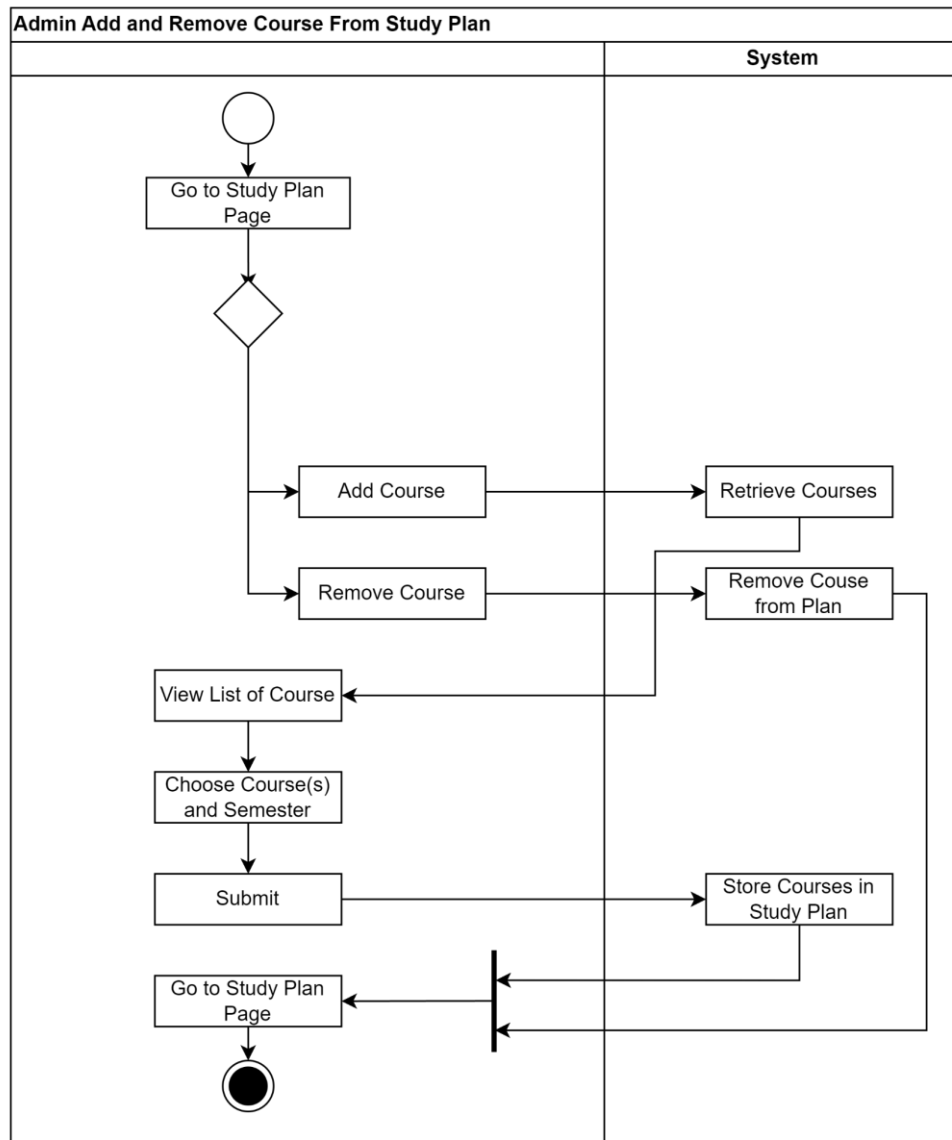 Admin Add and Remove Course From Study Plan
System
Go to Study Plan
Page
Add Course
Retrieve Courses
Remove Course
Remove Couse
from Plan
View List of Course
Choose Course(s)
and Semester
Submit
Store Courses in
Study Plan
Go to Study Plan
Page